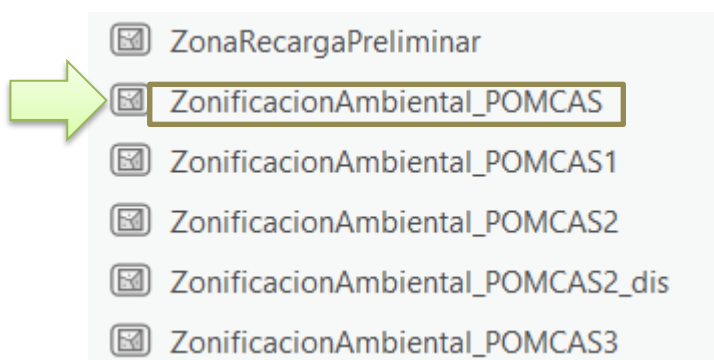 ZonaRecargaPreliminar
ZonificacionAmbiental_POMCAS
ZonificacionAmbiental_POMCAS1
ZonificacionAmbiental_POMCAS2
ZonificacionAmbiental_POMCAS2_dis
ZonificacionAmbiental_POMCAS3